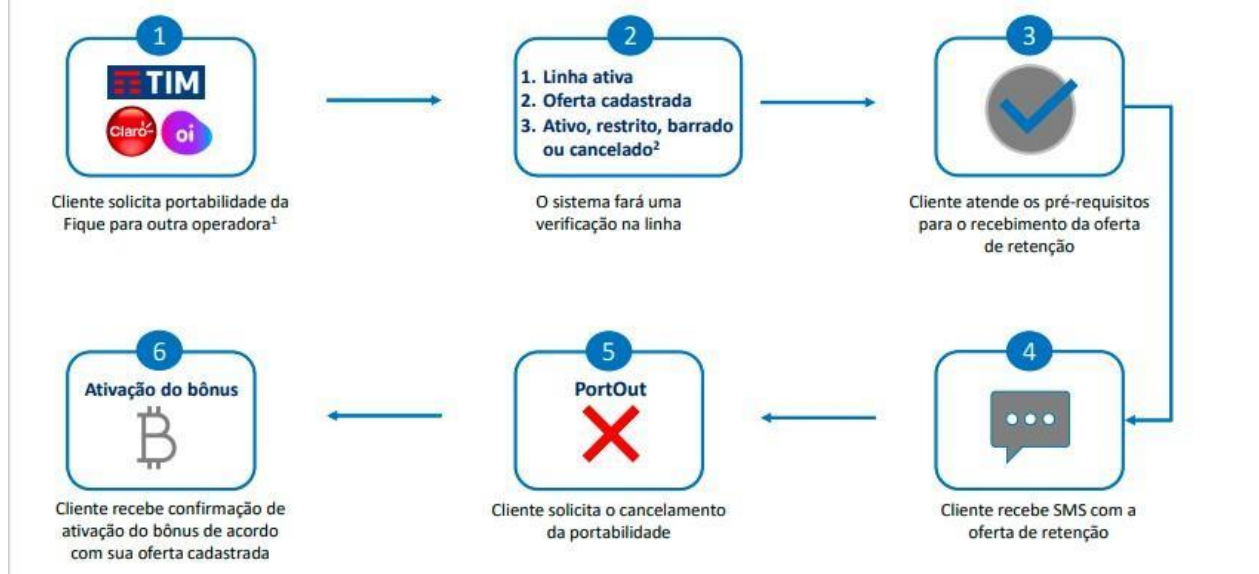 1
TIM
Claro
oi
Cliente solicita portabilidade da
Fique para outra operadora¹
2
1. Linha ativa
2. Oferta cadastrada
3. Ativo, restrito, barrado
ou cancelado²
O sistema fará uma
verificação na linha
3
Cliente atende os pré-requisitos
para o recebimento da oferta
de retenção
4
Cliente recebe SMS com a
oferta de retenção
5
PortOut
Cliente solicita o cancelamento
da portabilidade
6
Ativação do bônus
Cliente recebe confirmação de
ativação do bônus de acordo
com sua oferta cadastrada